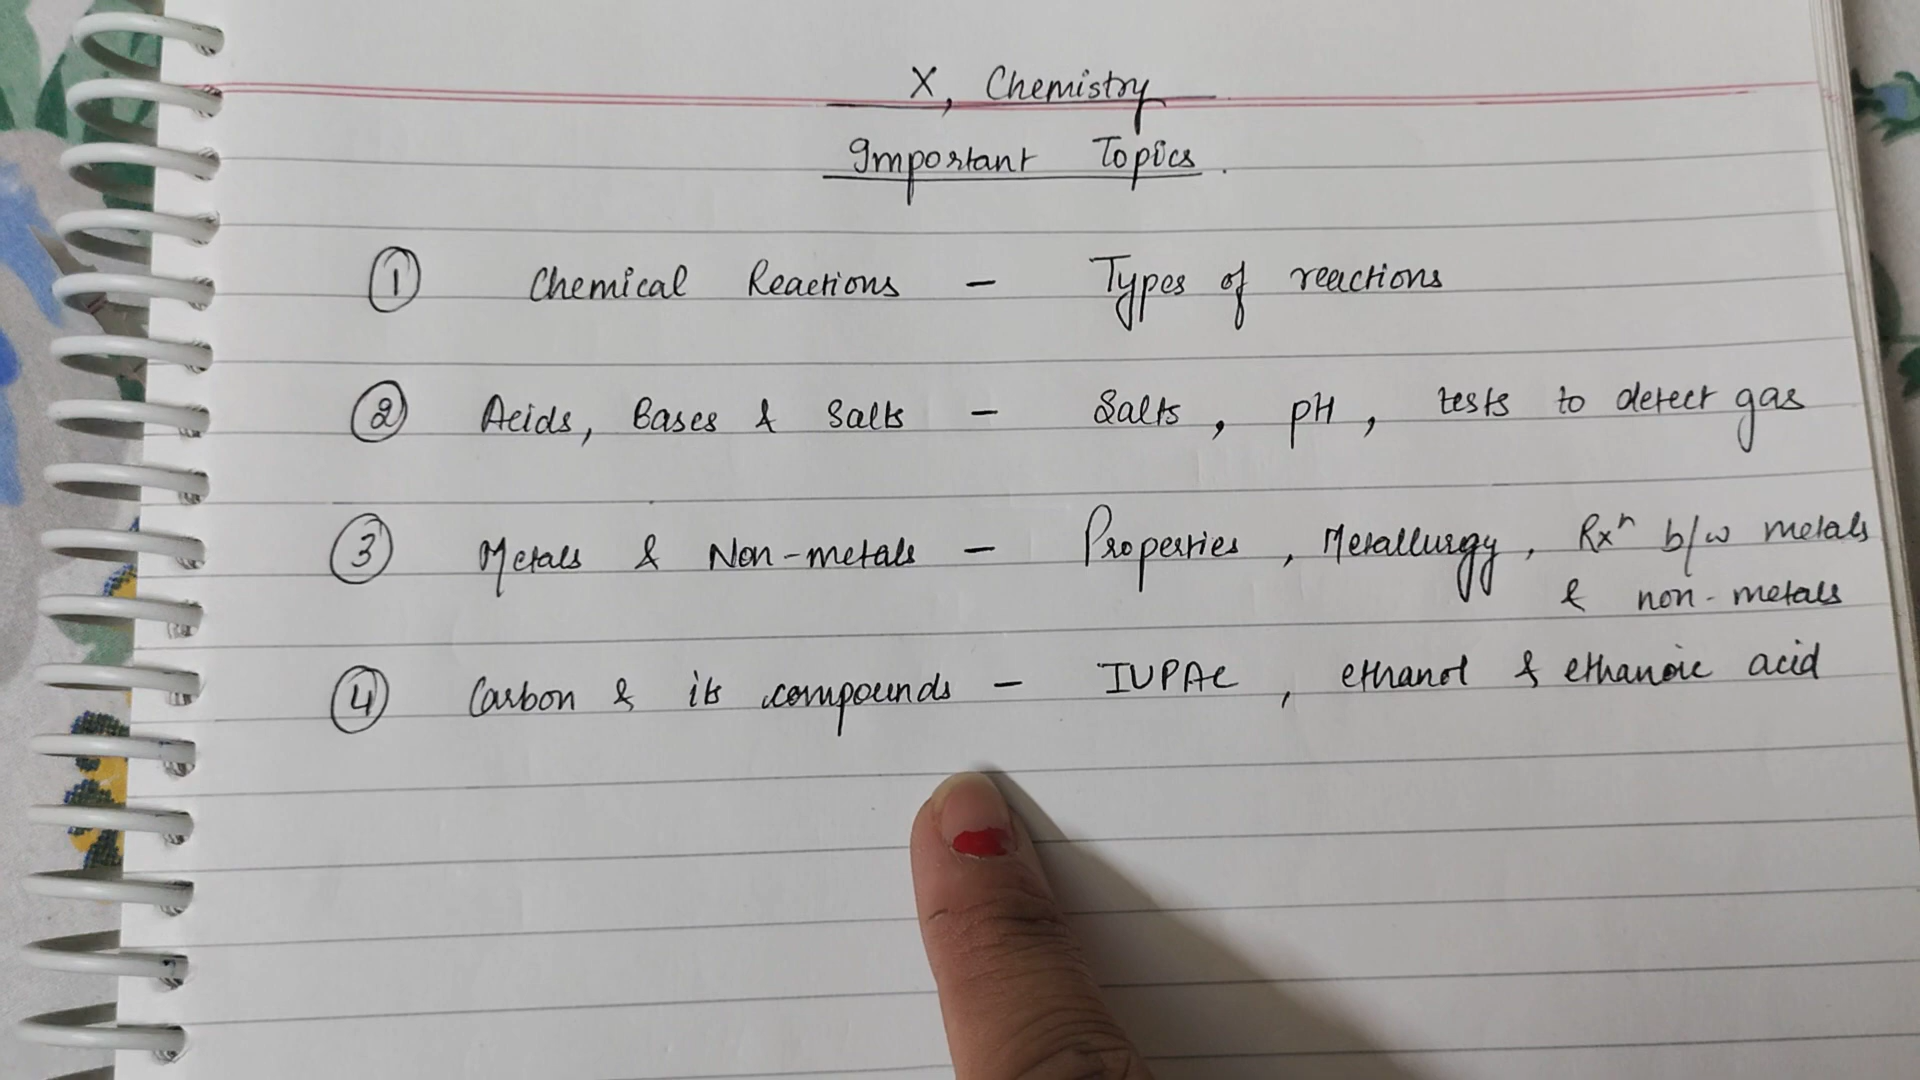 X, Chemistry
Important Topics.
① Chemical Reactions - Types of reactions
② Acids, Bases & Salts - Salts, pH, tests to detect gas
③ Metals & Non-metals - Properties, Metallurgy, Rxⁿ b/w metals
& non-metals
④ Carbon & its compounds - IUPAC, ethanol & ethanoic acid